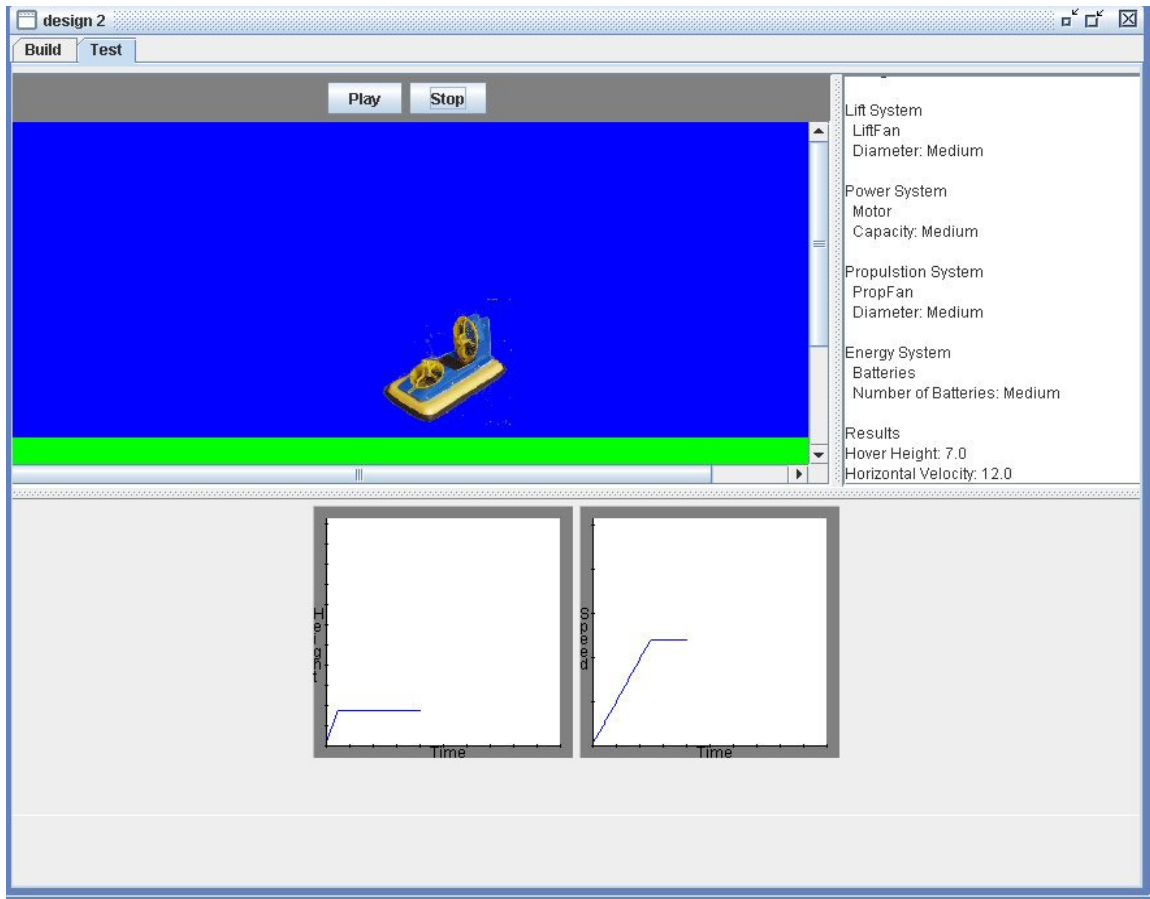 design 2
Build
Test
Play
Stop
Lift System
LiftFan
Diameter: Medium
Power System
Motor
Capacity: Medium
Propulstion System
PropFan
Diameter: Medium
Energy System
Batteries
Number of Batteries: Medium
Results
Hover Height: 7.0
Horizontal Velocity: 12.0
Height
Time
Speed
Time